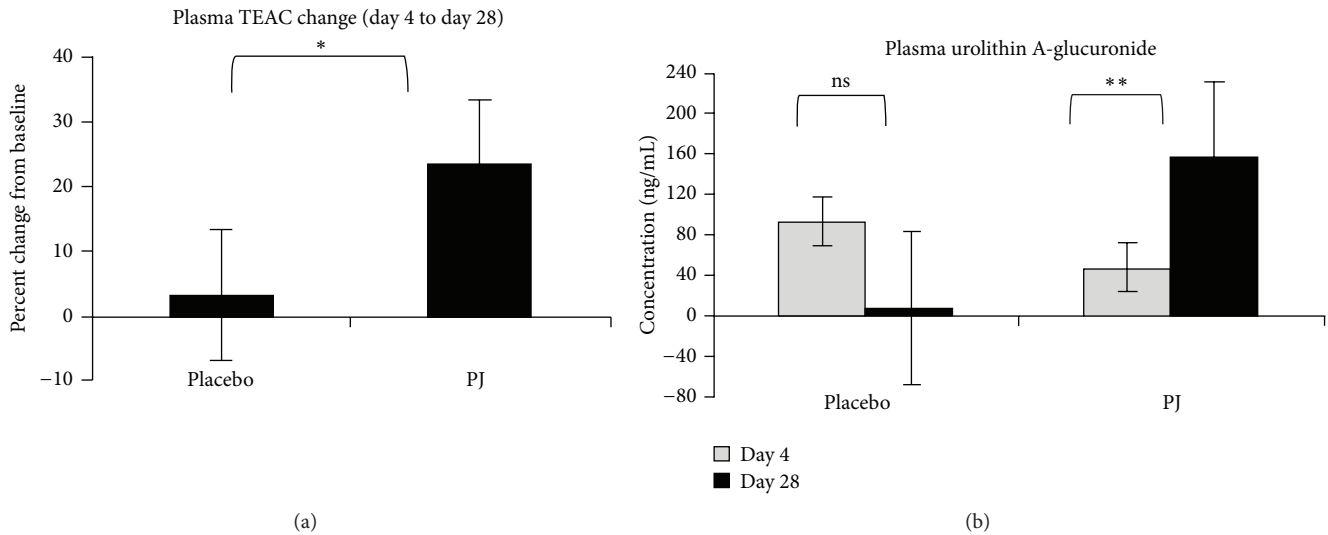 Plasma TEAC change (day 4 to day 28)
Percent change from baseline
40
30
20
10
0
−10
*
Placebo
PJ
(a)
Plasma urolithin A-glucuronide
Concentration (ng/mL)
240
200
160
120
80
40
0
−40
−80
ns
**
Placebo
PJ
Day 4
Day 28
(b)